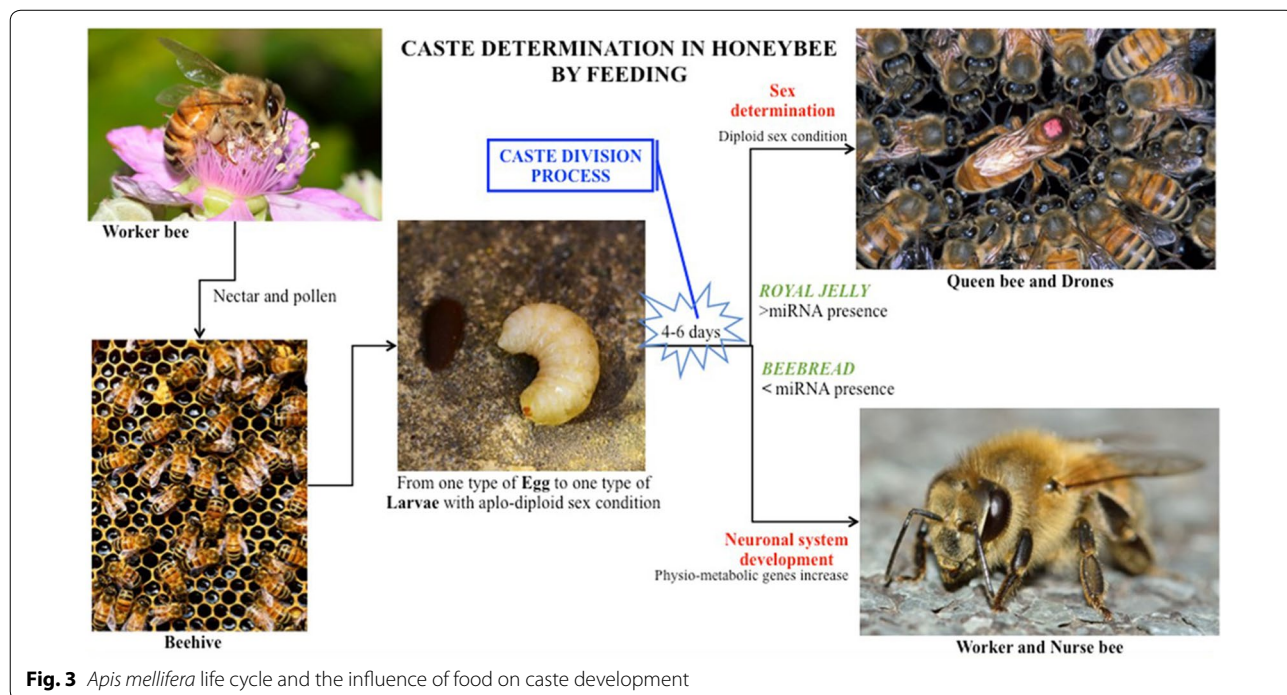 CASTE DETERMINATION IN HONEYBEE
BY FEEDING
Worker bee
Nectar and pollen
Beehive
From one type of Egg to one type of
Larvae with aplo-diploid sex condition
CASTE DIVISION
PROCESS
4-6 days
Sex
determination
Diploid sex condition
Queen bee and Drones
ROYAL JELLY
>miRNA presence
BEEBREAD
< miRNA presence
Neuronal system
development
Physio-metabolic genes increase
Worker and Nurse bee
Fig. 3 Apis mellifera life cycle and the influence of food on caste development